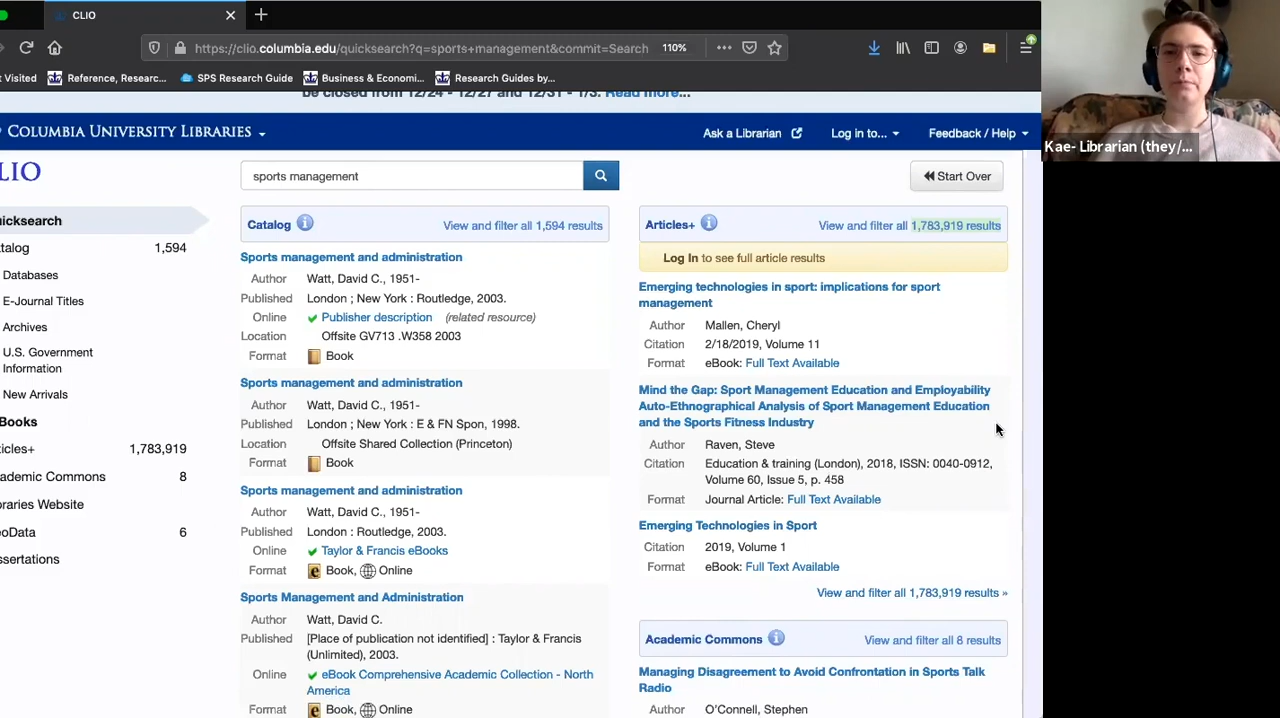 CLIO
https://clio.columbia.edu/quicksearch?q=sports+management&commit=Search
110%
t Visited
Reference, Researc...
SPS Research Guide
Business & Economi...
Research Guides by...
be closed from 12/24 - 12/27 and 12/31 - 1/3. Read more...
COLUMBIA UNIVERSITY LIBRARIES
Ask a Librarian
Log in to...
Feedback / Help
Kae- Librarian (they/...
LIO
sports management
Start Over
uicksearch
talog 1,594
Databases
E-Journal Titles
Archives
U.S. Government
Information
New Arrivals
Books
ticles+ 1,783,919
ademic Commons 8
raries Website
oData 6
ssertations
Catalog View and filter all 1,594 results
Sports management and administration
Author Watt, David C., 1951-
Published London ; New York : Routledge, 2003.
Online Publisher description (related resource)
Location Offsite GV713 .W358 2003
Format Book
Sports management and administration
Author Watt, David C., 1951-
Published London ; New York : E & FN Spon, 1998.
Location Offsite Shared Collection (Princeton)
Format Book
Sports management and administration
Author Watt, David C., 1951-
Published London : Routledge, 2003.
Online Taylor & Francis eBooks
Format Book, Online
Sports Management and Administration
Author Watt, David C.
Published [Place of publication not identified] : Taylor & Francis
(Unlimited), 2003.
Online eBook Comprehensive Academic Collection - North
America
Format Book, Online
Articles+ View and filter all 1,783,919 results
Log In to see full article results
Emerging technologies in sport: implications for sport
management
Author Mallen, Cheryl
Citation 2/18/2019, Volume 11
Format eBook: Full Text Available
Mind the Gap: Sport Management Education and Employability
Auto-Ethnographical Analysis of Sport Management Education
and the Sports Fitness Industry
Author Raven, Steve
Citation Education & training (London), 2018, ISSN: 0040-0912,
Volume 60, Issue 5, p. 458
Format Journal Article: Full Text Available
Emerging Technologies in Sport
Citation 2019, Volume 1
Format eBook: Full Text Available
View and filter all 1,783,919 results »
Academic Commons View and filter all 8 results
Managing Disagreement to Avoid Confrontation in Sports Talk
Radio
Author O'Connell, Stephen